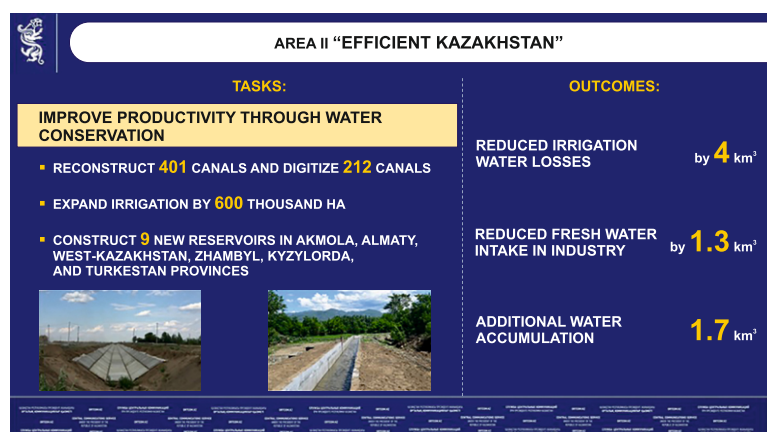 AREA II “EFFICIENT KAZAKHSTAN”
TASKS:
IMPROVE PRODUCTIVITY THROUGH WATER
CONSERVATION
▪ RECONSTRUCT 401 CANALS AND DIGITIZE 212 CANALS
▪ EXPAND IRRIGATION BY 600 THOUSAND HA
▪ CONSTRUCT 9 NEW RESERVOIRS IN AKMOLA, ALMATY,
WEST-KAZAKHSTAN, ZHAMBYL, KYZYLORDA,
AND TURKESTAN PROVINCES
OUTCOMES:
REDUCED IRRIGATION
WATER LOSSES
by 4 km³
REDUCED FRESH WATER
INTAKE IN INDUSTRY
by 1.3 km³
ADDITIONAL WATER
ACCUMULATION
1.7 km³